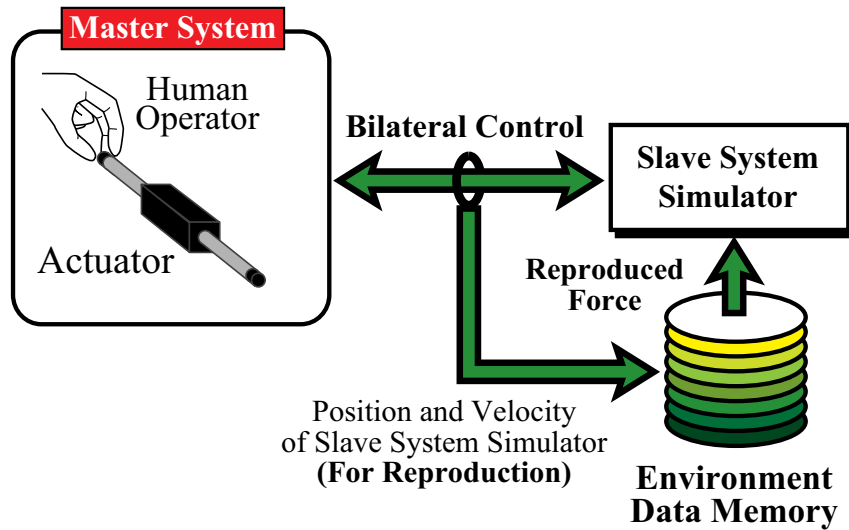 Master System
Human
Operator
Actuator
Bilateral Control
Slave System
Simulator
Reproduced
Force
Position and Velocity
of Slave System Simulator
(For Reproduction)
Environment
Data Memory